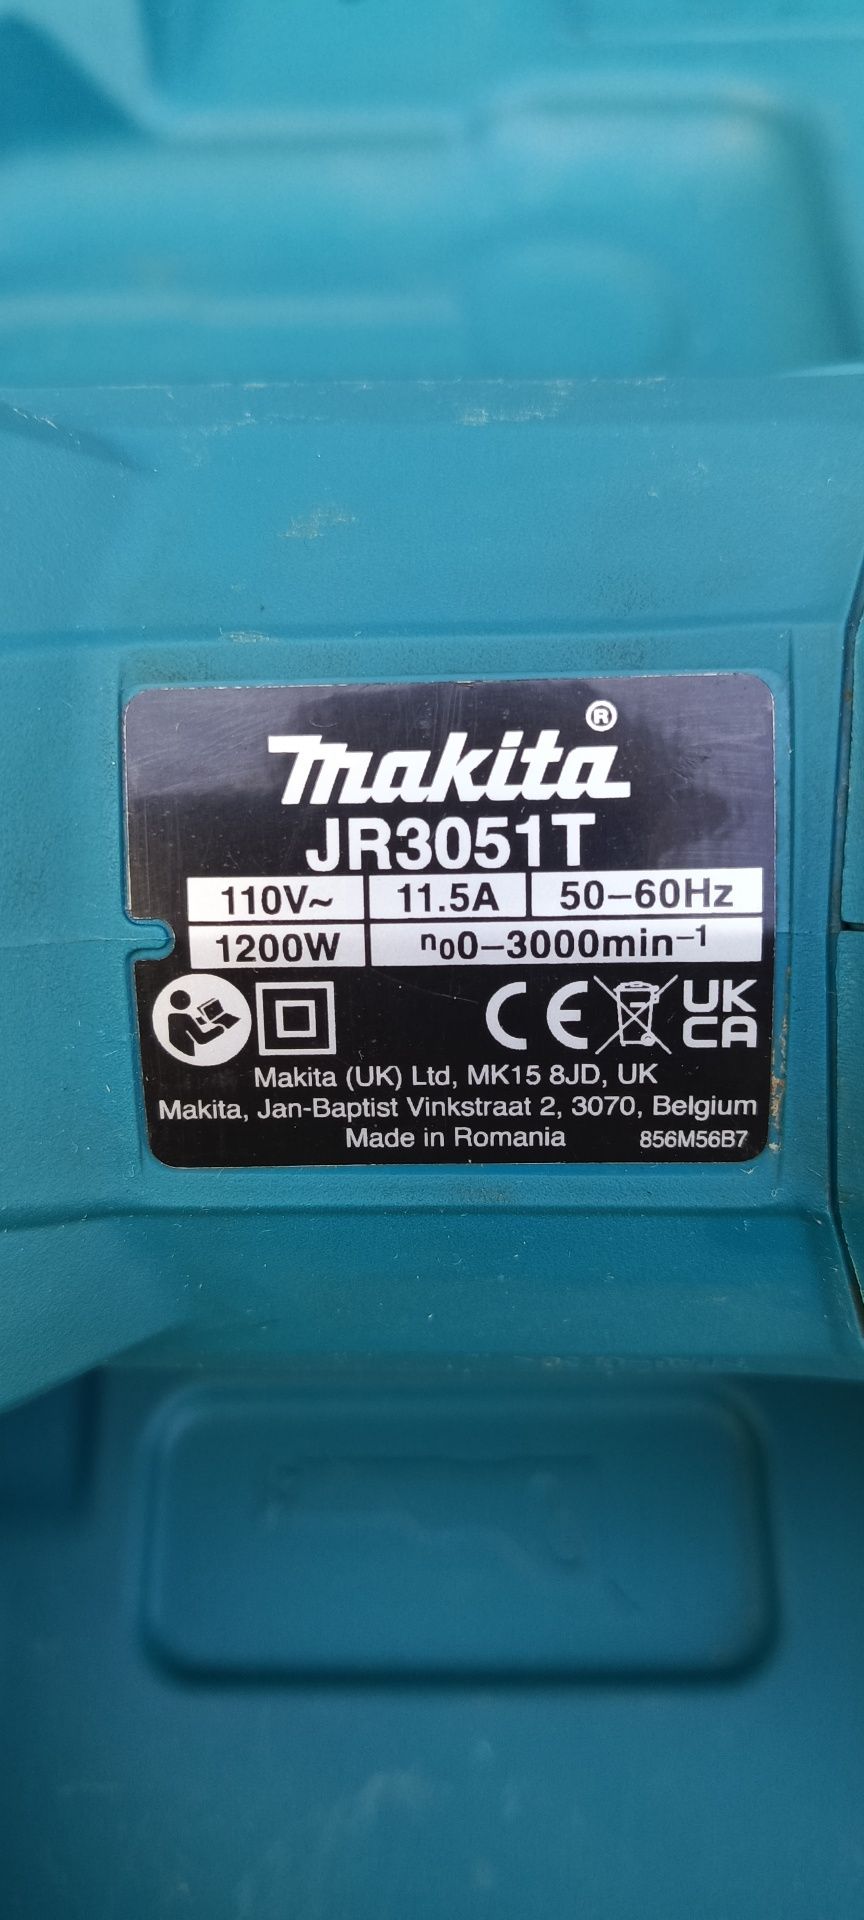 makita®
JR3051T
110V~ 11.5A 50–60Hz
1200W n₀0–3000min⁻¹
CE UK CA
Makita (UK) Ltd, MK15 8JD, UK
Makita, Jan-Baptist Vinkstraat 2, 3070, Belgium
Made in Romania 856M56B7